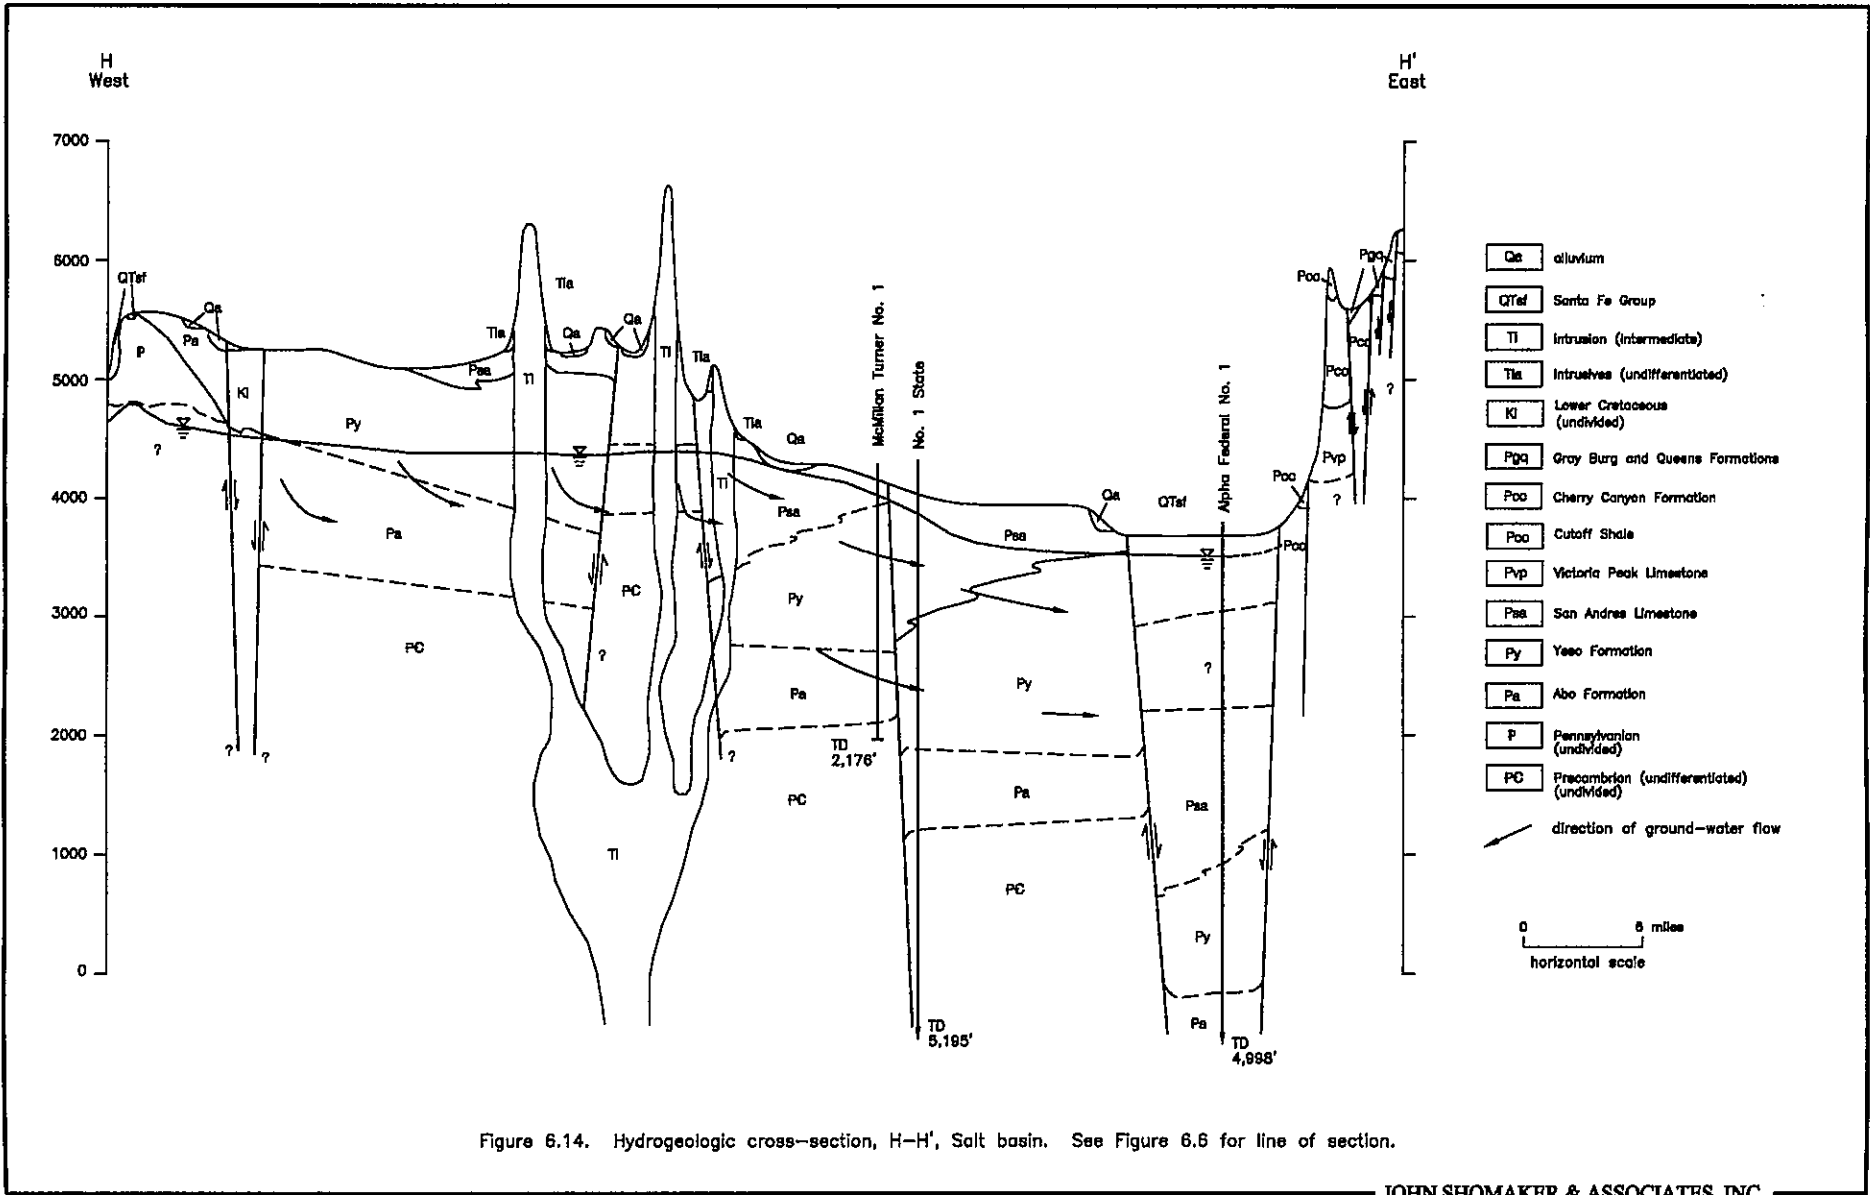 H
West
H'
East
7000
6000
5000
4000
3000
2000
1000
0
QTsf
Qa
Pa
P
Kl
Py
Psa
Tia
Ti
Tia
Qa
Qa
Ti
Tia
Tia
Qa
McMillan Turner No. 1
No. 1 State
Alpha Federal No. 1
Qa
QTsf
Psa
Pco
Pcc
Pgq
Pcc
Pco
Pvp
?
?
?
Pco
Pa
PC
PC
?
Ti
Psa
Py
Pa
PC
Ti
Py
Pa
PC
?
Psa
Py
Pa
?
?
?
TD
2,176'
TD
5,195'
TD
4,998'
Qa alluvium
QTsf Santa Fe Group
Ti Intrusion (intermediate)
Tia Intrusives (undifferentiated)
Kl Lower Cretaceous
(undivided)
Pgq Gray Burg and Queens Formations
Pcc Cherry Canyon Formation
Pco Cutoff Shale
Pvp Victoria Peak Limestone
Psa San Andres Limestone
Py Yeso Formation
Pa Abo Formation
P Pennsylvanian
(undivided)
PC Precambrian (undifferentiated)
(undivided)
direction of ground-water flow
0 6 miles
horizontal scale
Figure 6.14. Hydrogeologic cross-section, H-H', Salt basin. See Figure 6.6 for line of section.
JOHN SHOMAKER & ASSOCIATES, INC.